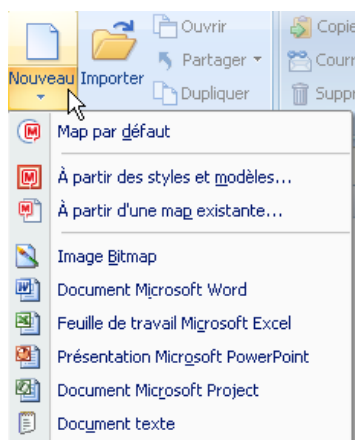 Ouvrir
Copie
Nouveau Importer
Partager
Courr
Dupliquer
Suppr
Map par défaut
À partir des styles et modèles...
À partir d'une map existante...
Image Bitmap
Document Microsoft Word
Feuille de travail Microsoft Excel
Présentation Microsoft PowerPoint
Document Microsoft Project
Document texte